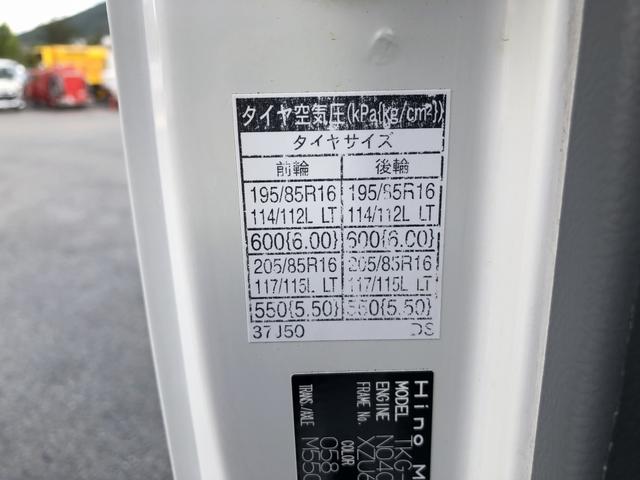 タイヤ空気圧(kPa{kg/cm²})
タイヤサイズ
前輪 後輪
195/85R16 195/85R16
114/112L LT 114/112L LT
600{6.00} 600{6.00}
205/85R16 205/85R16
117/115L LT 117/115L LT
550{5.50} 550{5.50}
37J50 DS
Hino M
MODEL TKG-
ENGINE N04C
FRAME No. XZU6
COLOR 058
TRANS./AXLE M550